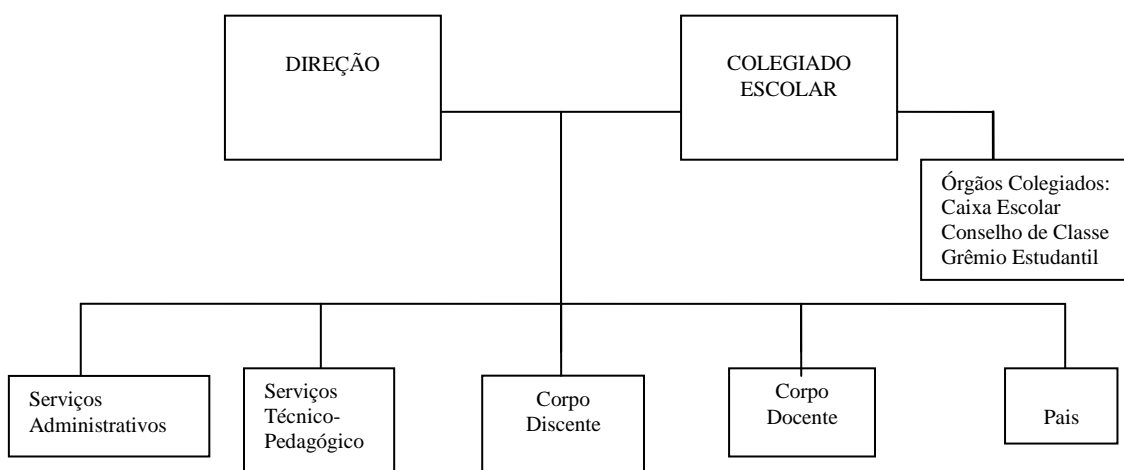 DIREÇÃO
COLEGIADO
ESCOLAR
Órgãos Colegiados:
Caixa Escolar
Conselho de Classe
Grêmio Estudantil
Serviços
Administrativos
Serviços
Técnico-
Pedagógico
Corpo
Discente
Corpo
Docente
Pais